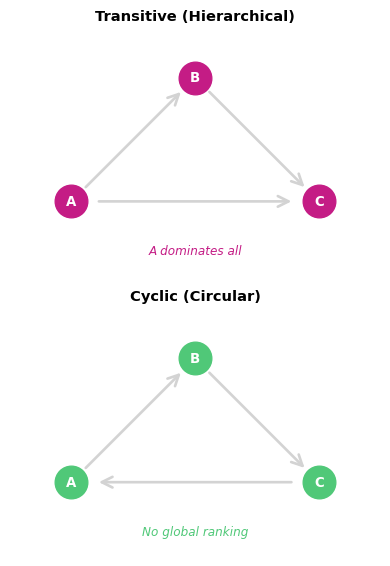 Transitive (Hierarchical)
B
A
C
A dominates all
Cyclic (Circular)
B
A
C
No global ranking